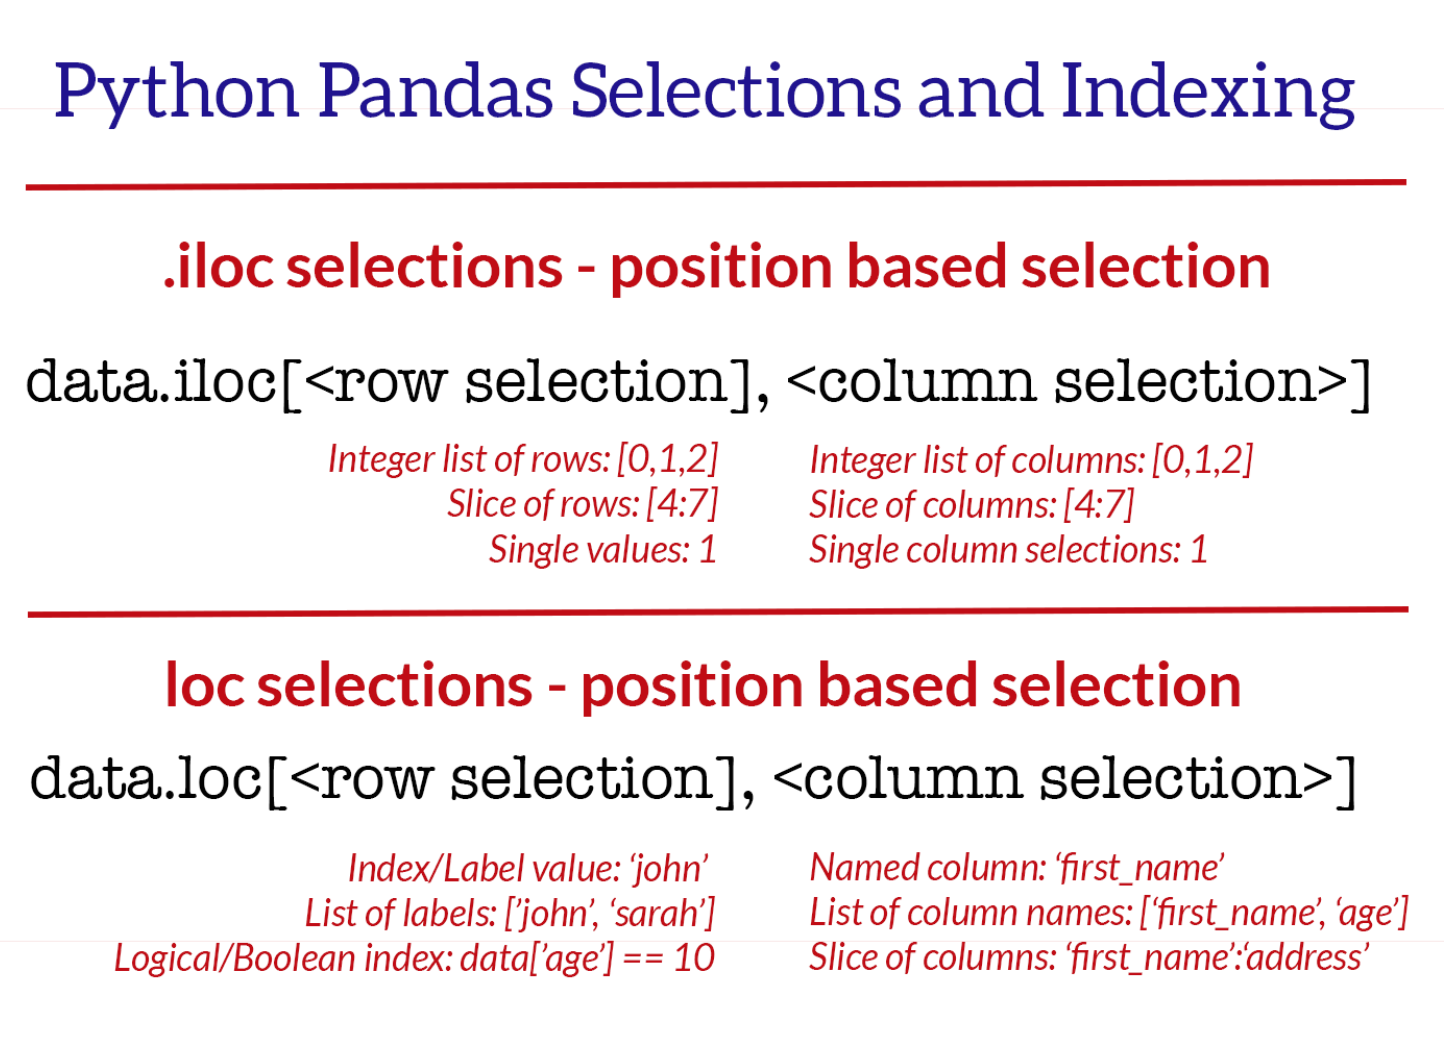 Python Pandas Selections and Indexing
.iloc selections - position based selection
data.iloc[<row selection], <column selection>]
Integer list of rows: [0,1,2]
Slice of rows: [4:7]
Single values: 1
Integer list of columns: [0,1,2]
Slice of columns: [4:7]
Single column selections: 1
loc selections - position based selection
data.loc[<row selection], <column selection>]
Index/Label value: ‘john’
List of labels: [’john’, ‘sarah’]
Logical/Boolean index: data[’age’] == 10
Named column: ‘first_name’
List of column names: [‘first_name’, ‘age’]
Slice of columns: ‘first_name’:‘address’